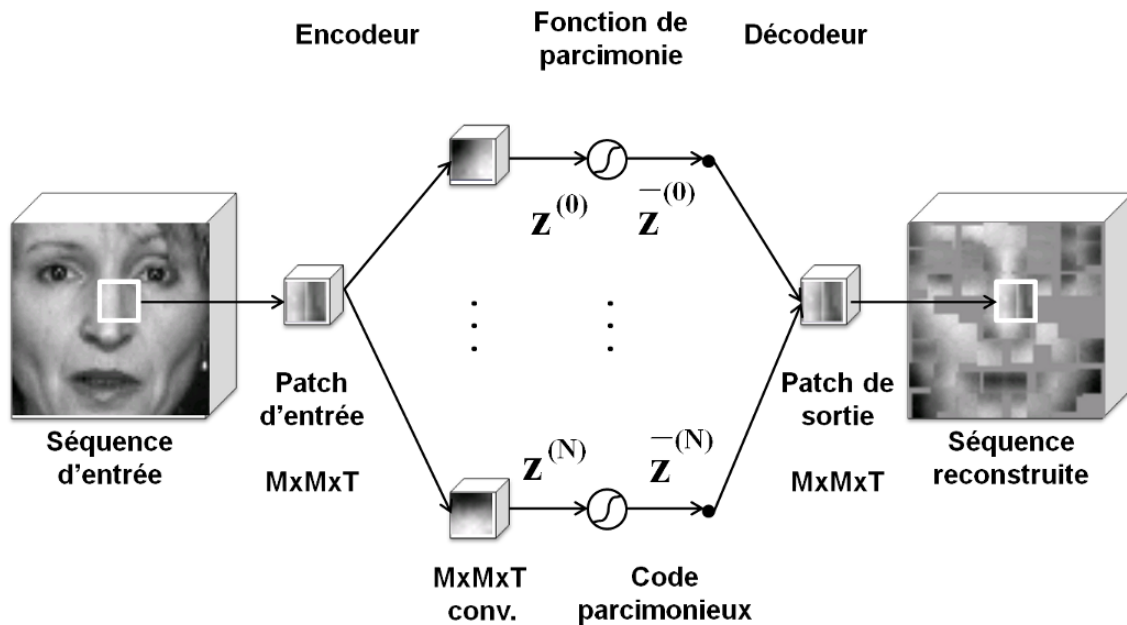 Encodeur
Fonction de
parcimonie
Décodeur
z^(0)
z̄^(0)
Séquence
d'entrée
Patch
d'entrée
MxMxT
z^(N)
z̄^(N)
Patch de
sortie
MxMxT
Séquence
reconstruite
MxMxT
conv.
Code
parcimonieux